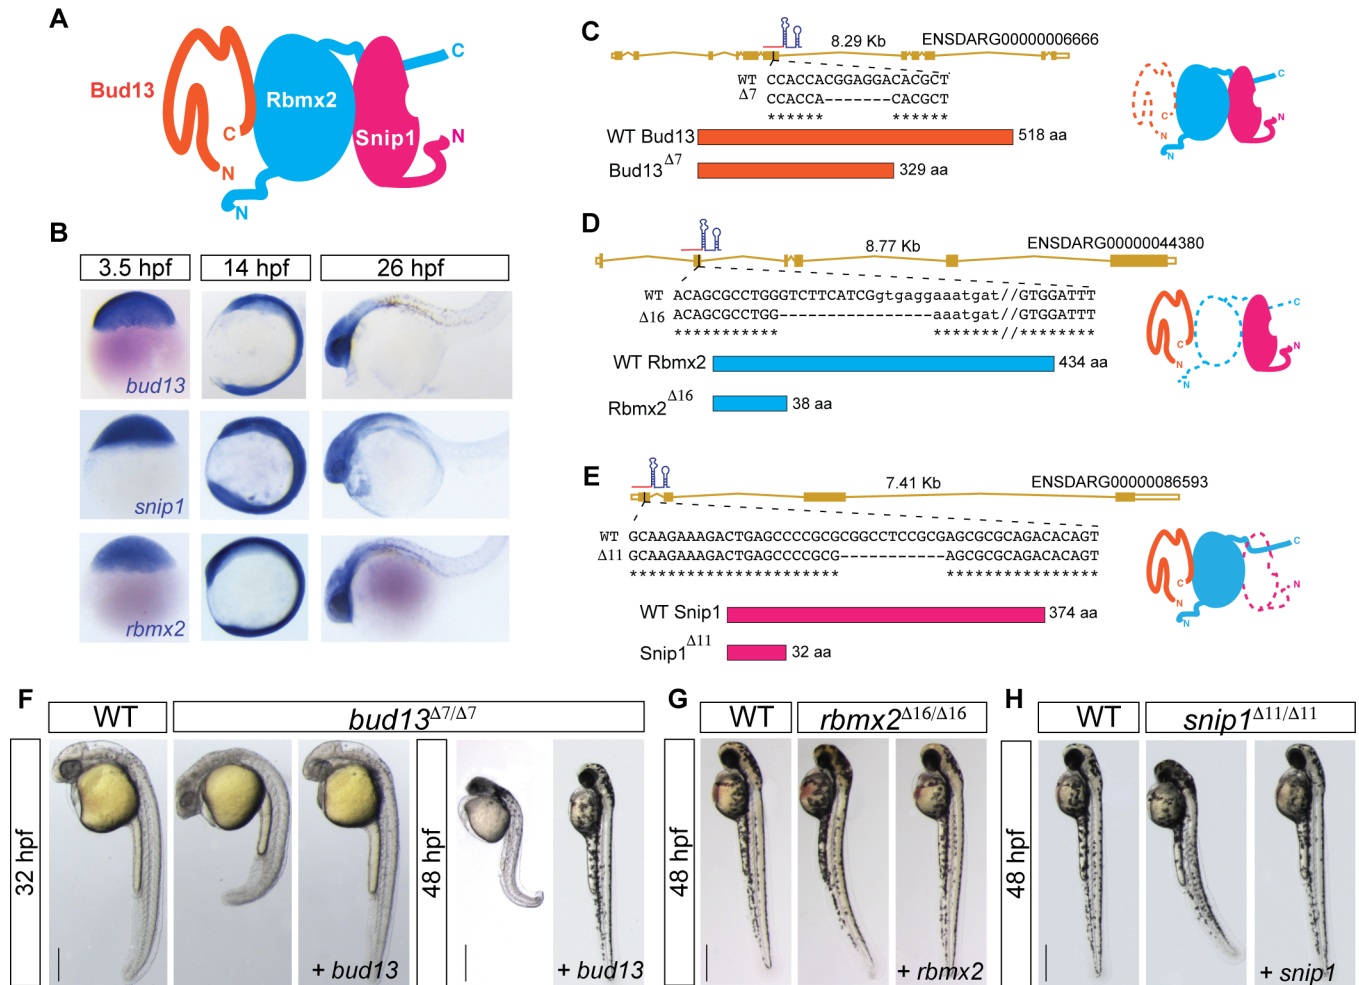 A
Bud13
Rbmx2
Snip1
C
C
N
N
N
B
3.5 hpf
14 hpf
26 hpf
bud13
snip1
rbmx2
C
8.29 Kb
ENSDARG00000006666
WT CCACCACGGAGGACACGCT
Δ7 CCACCA-------CACGCT
****** ******
WT Bud13
518 aa
Bud13Δ7
329 aa
C
N
C
N
N
D
8.77 Kb
ENSDARG00000044380
WT ACAGCGCCTGGGTCTTCATCGgtgaggaaatgat//GTGGATTT
Δ16 ACAGCGCCTGG----------------aaatgat//GTGGATTT
*********** *******//********
WT Rbmx2
434 aa
Rbmx2Δ16
38 aa
C
N
C
N
N
E
7.41 Kb
ENSDARG00000086593
WT GCAAGAAAGACTGAGCCCCGCGCGGCCTCCGCGAGCGCGCAGACACAGT
Δ11 GCAAGAAAGACTGAGCCCCGCG-----------AGCGCGCAGACACAGT
********************** ****************
WT Snip1
374 aa
Snip1Δ11
32 aa
C
N
C
N
N
F
WT
bud13Δ7/Δ7
32 hpf
+ bud13
48 hpf
+ bud13
G
WT
rbmx2Δ16/Δ16
48 hpf
+ rbmx2
H
WT
snip1Δ11/Δ11
48 hpf
+ snip1